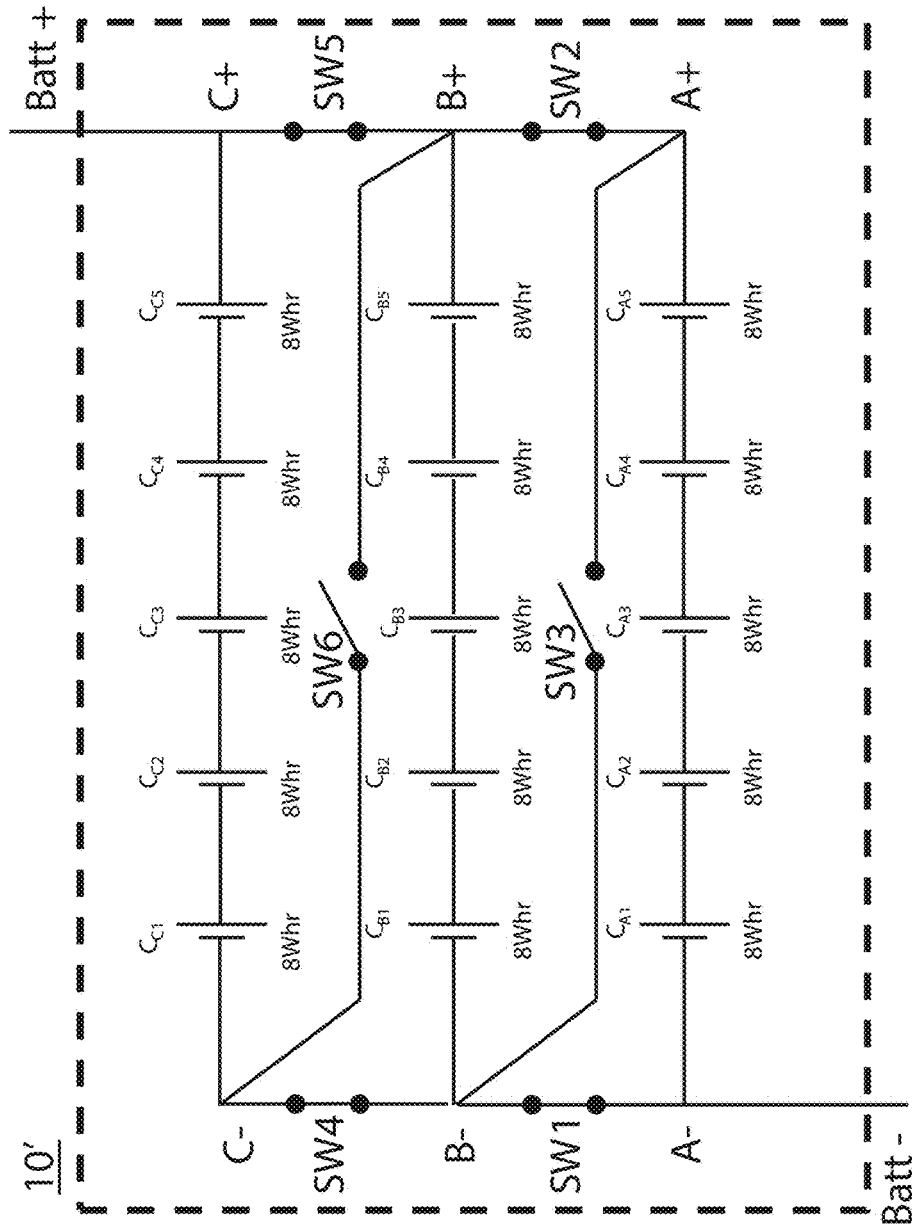 10'
Batt +
C-
SW4
B-
SW1
A-
Batt -
C+
SW5
B+
SW2
A+
C_C1
C_C2
C_C3
C_C4
C_C5
8Whr
8Whr
8Whr
8Whr
8Whr
SW6
C_B1
C_B2
C_B3
C_B4
C_B5
8Whr
8Whr
8Whr
8Whr
8Whr
SW3
C_A1
C_A2
C_A3
C_A4
C_A5
8Whr
8Whr
8Whr
8Whr
8Whr